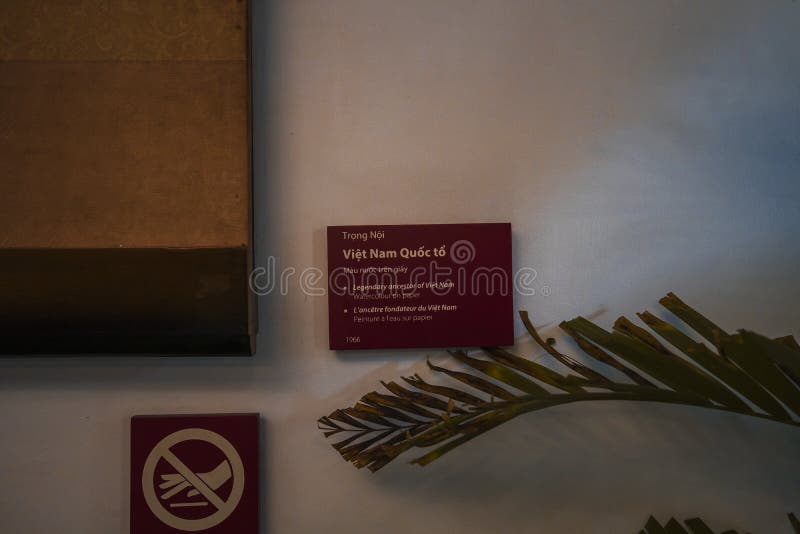 Trọng Nội
Việt Nam Quốc tổ
Màu nước trên giấy
• Legendary ancestor of Việt Nam
Watercolour on papier
• L'ancêtre fondateur du Việt Nam
Peinture à l'eau sur papier
1966
dreamstime